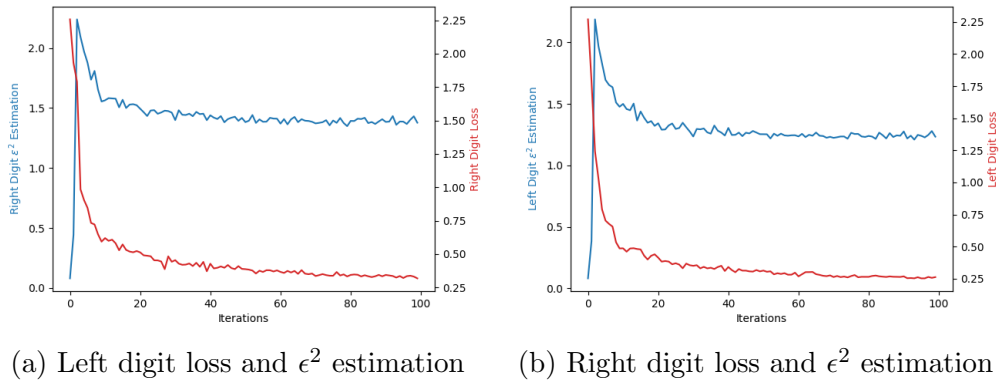 2.0
1.5
1.0
0.5
0.0
Right Digit ϵ² Estimation
0 20 40 60 80 100
Iterations
2.25
2.00
1.75
1.50
1.25
1.00
0.75
0.50
0.25
Right Digit Loss
(a) Left digit loss and ϵ² estimation
2.0
1.5
1.0
0.5
0.0
Left Digit ε² Estimation
0 20 40 60 80 100
Iterations
2.25
2.00
1.75
1.50
1.25
1.00
0.75
0.50
0.25
Left Digit Loss
(b) Right digit loss and ϵ² estimation